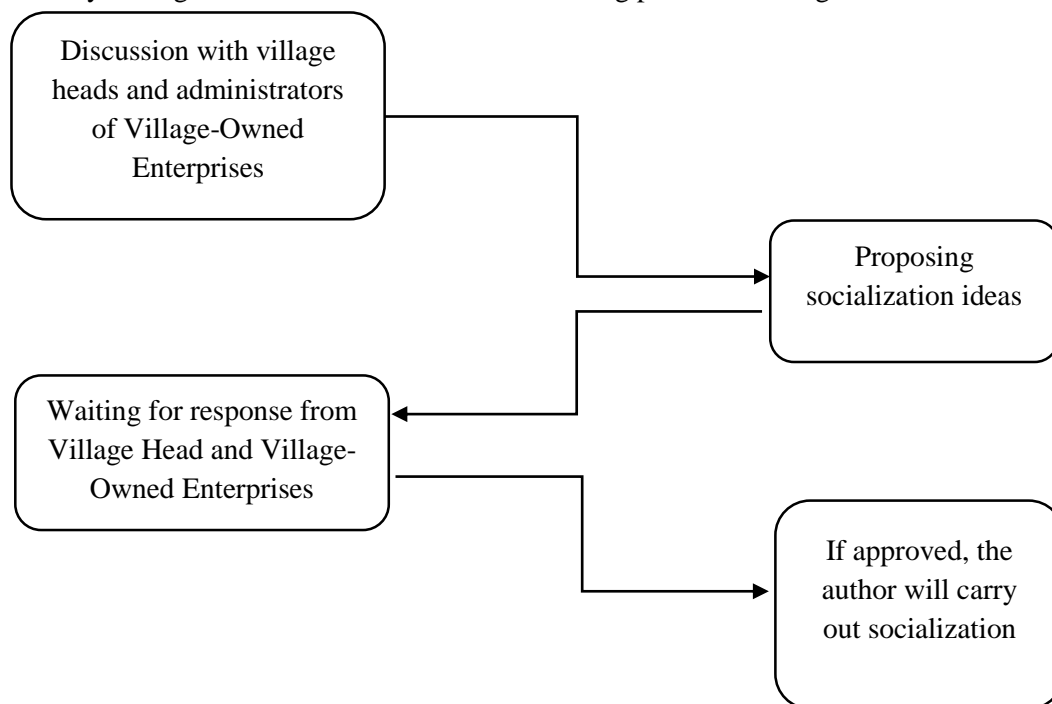 Discussion with village
heads and administrators
of Village-Owned
Enterprises
Proposing
socialization ideas
Waiting for response from
Village Head and Village-
Owned Enterprises
If approved, the
author will carry
out socialization